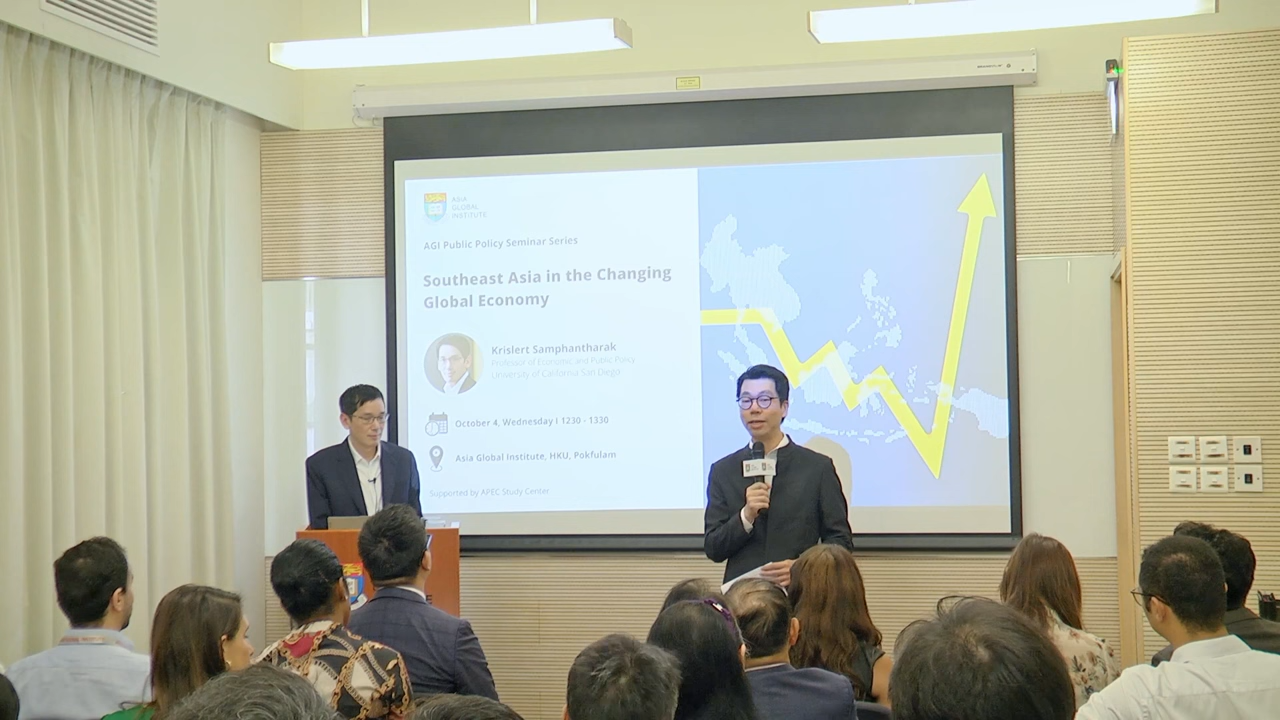 ASIA
GLOBAL
INSTITUTE
AGI Public Policy Seminar Series
Southeast Asia in the Changing
Global Economy
Krislert Samphantharak
Professor of Economic and Public Policy
University of California San Diego
October 4, Wednesday I 1230 - 1330
Asia Global Institute, HKU, Pokfulam
Supported by APEC Study Center